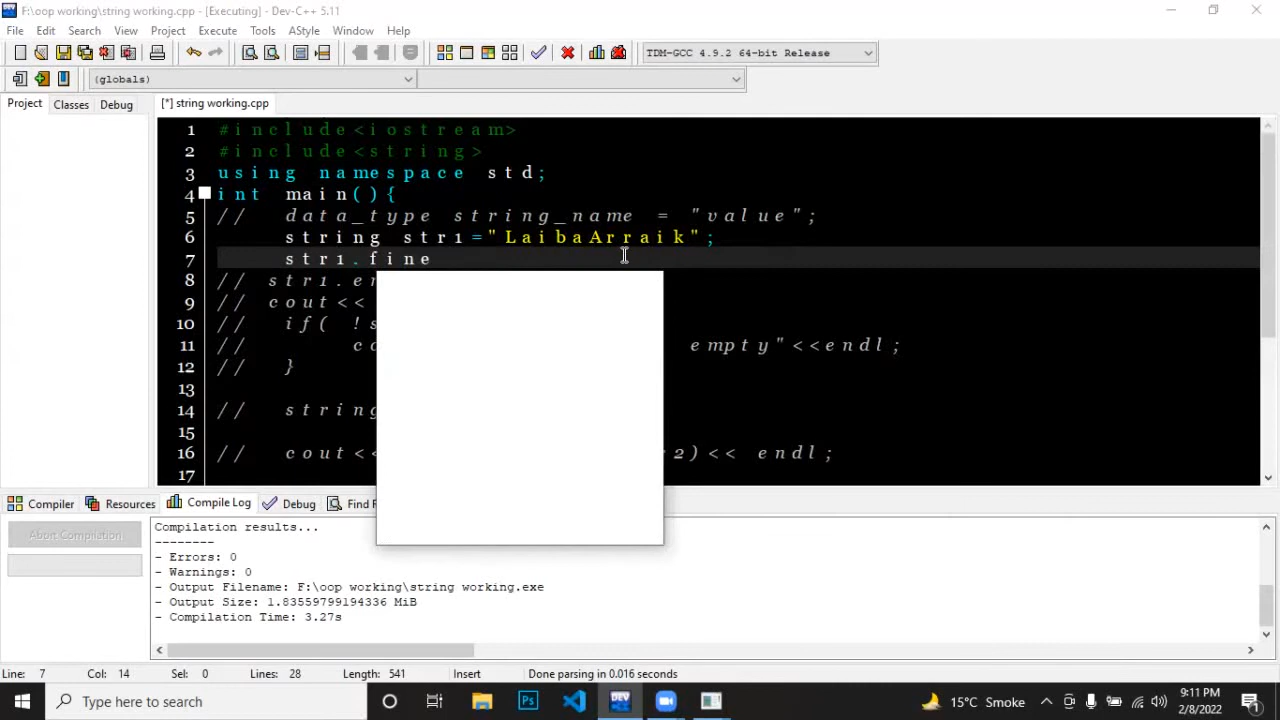 F:\oop working\string working.cpp - [Executing] - Dev-C++ 5.11
File Edit Search View Project Execute Tools AStyle Window Help
TDM-GCC 4.9.2 64-bit Release
(globals)
Project Classes Debug
[*] string working.cpp
1 #include<iostream>
2 #include<string>
3 using namespace std;
4 int main(){
5 // data_type string_name = "value";
6 string str1="LaibaArraik";
7 str1.fine
8 // str1.er
9 // cout<<
10 // if( !s
11 // co empty"<<endl;
12 // }
13
14 // string
15
16 // cout<< 2)<< endl;
17
Compiler Resources Compile Log Debug Find R
Abort Compilation
Compilation results...
--------
- Errors: 0
- Warnings: 0
- Output Filename: F:\oop working\string working.exe
- Output Size: 1.83559799194336 MiB
- Compilation Time: 3.27s
Line: 7 Col: 14 Sel: 0 Lines: 28 Length: 541 Insert Done parsing in 0.016 seconds
Type here to search
Ps
DEV
15°C Smoke
9:11 PM
2/8/2022
1